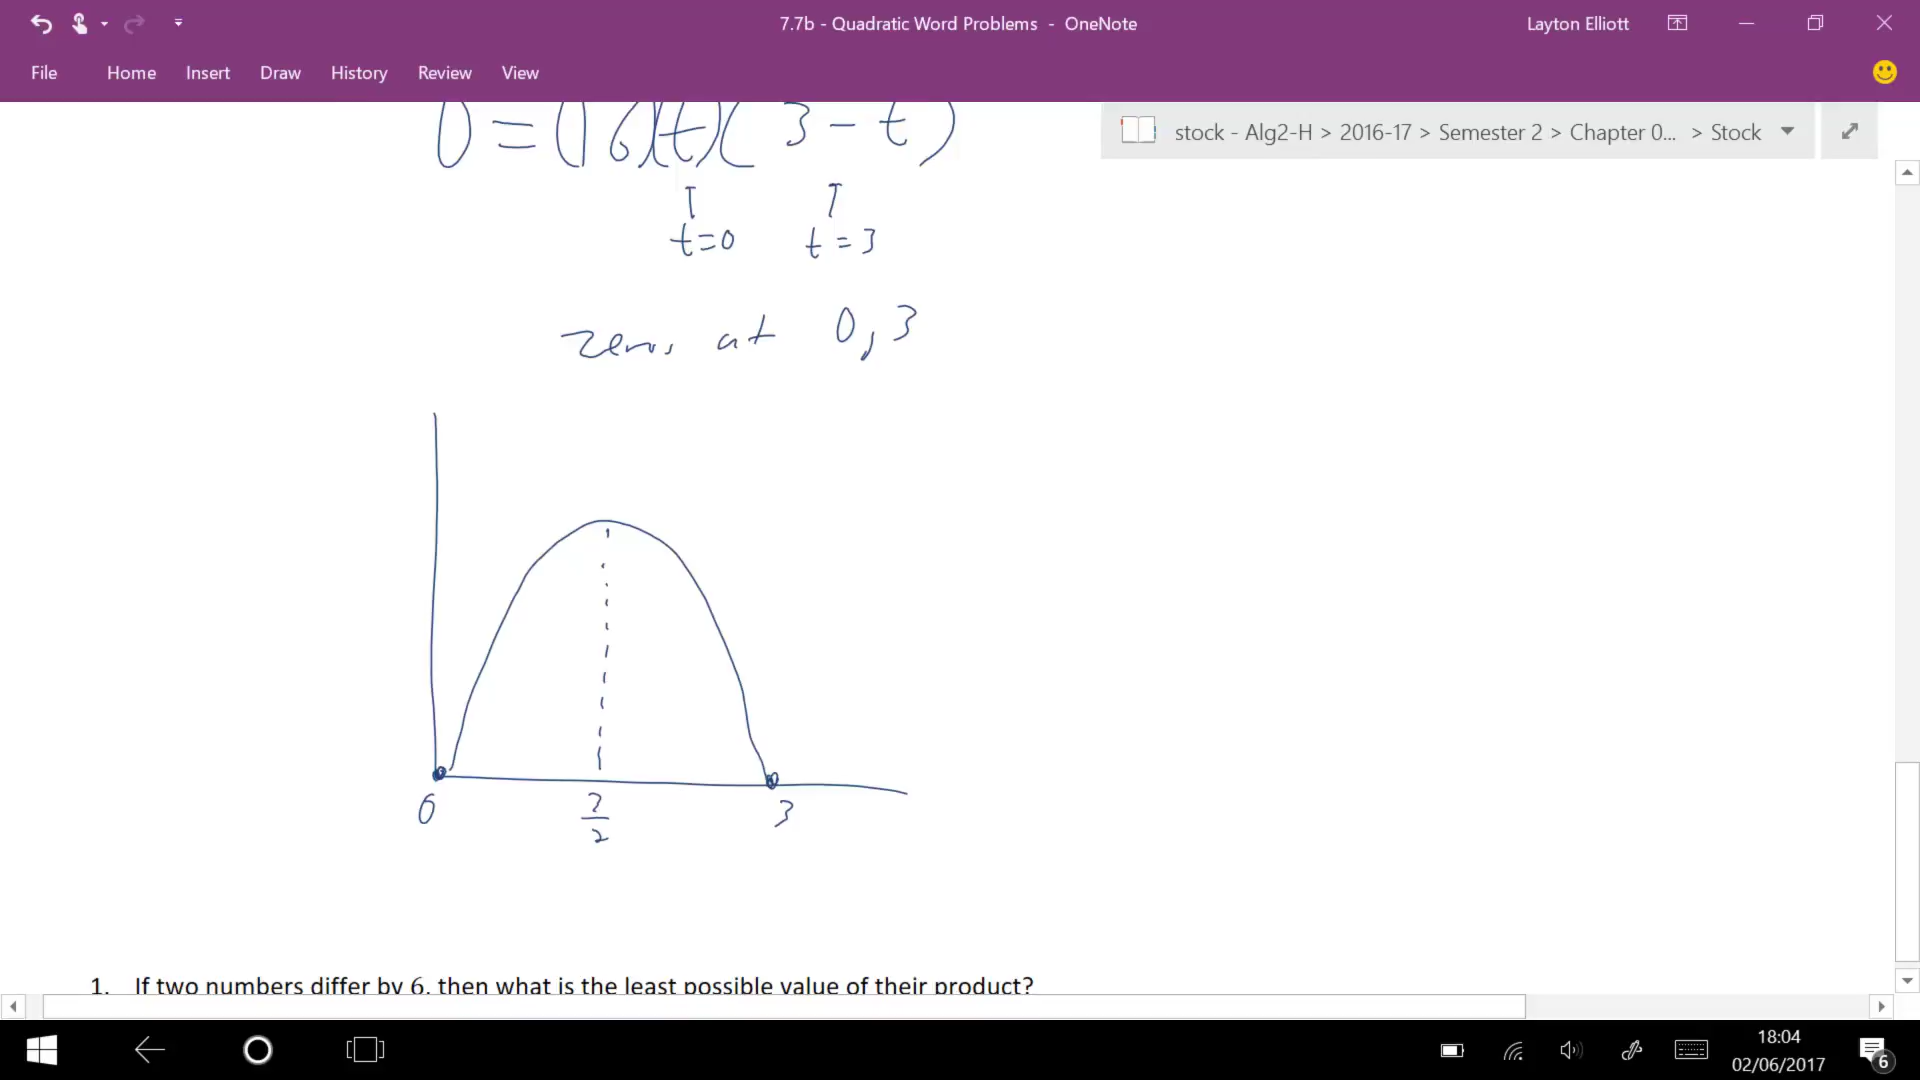 7.7b - Quadratic Word Problems - OneNote
Layton Elliott
File Home Insert Draw History Review View
stock - Alg2-H > 2016-17 > Semester 2 > Chapter 0... > Stock
0 = (16)(t)(3 - t)
t=0 t=3
zeros at 0, 3
0 3/2 3
1. If two numbers differ by 6, then what is the least possible value of their product?
18:04
02/06/2017
6